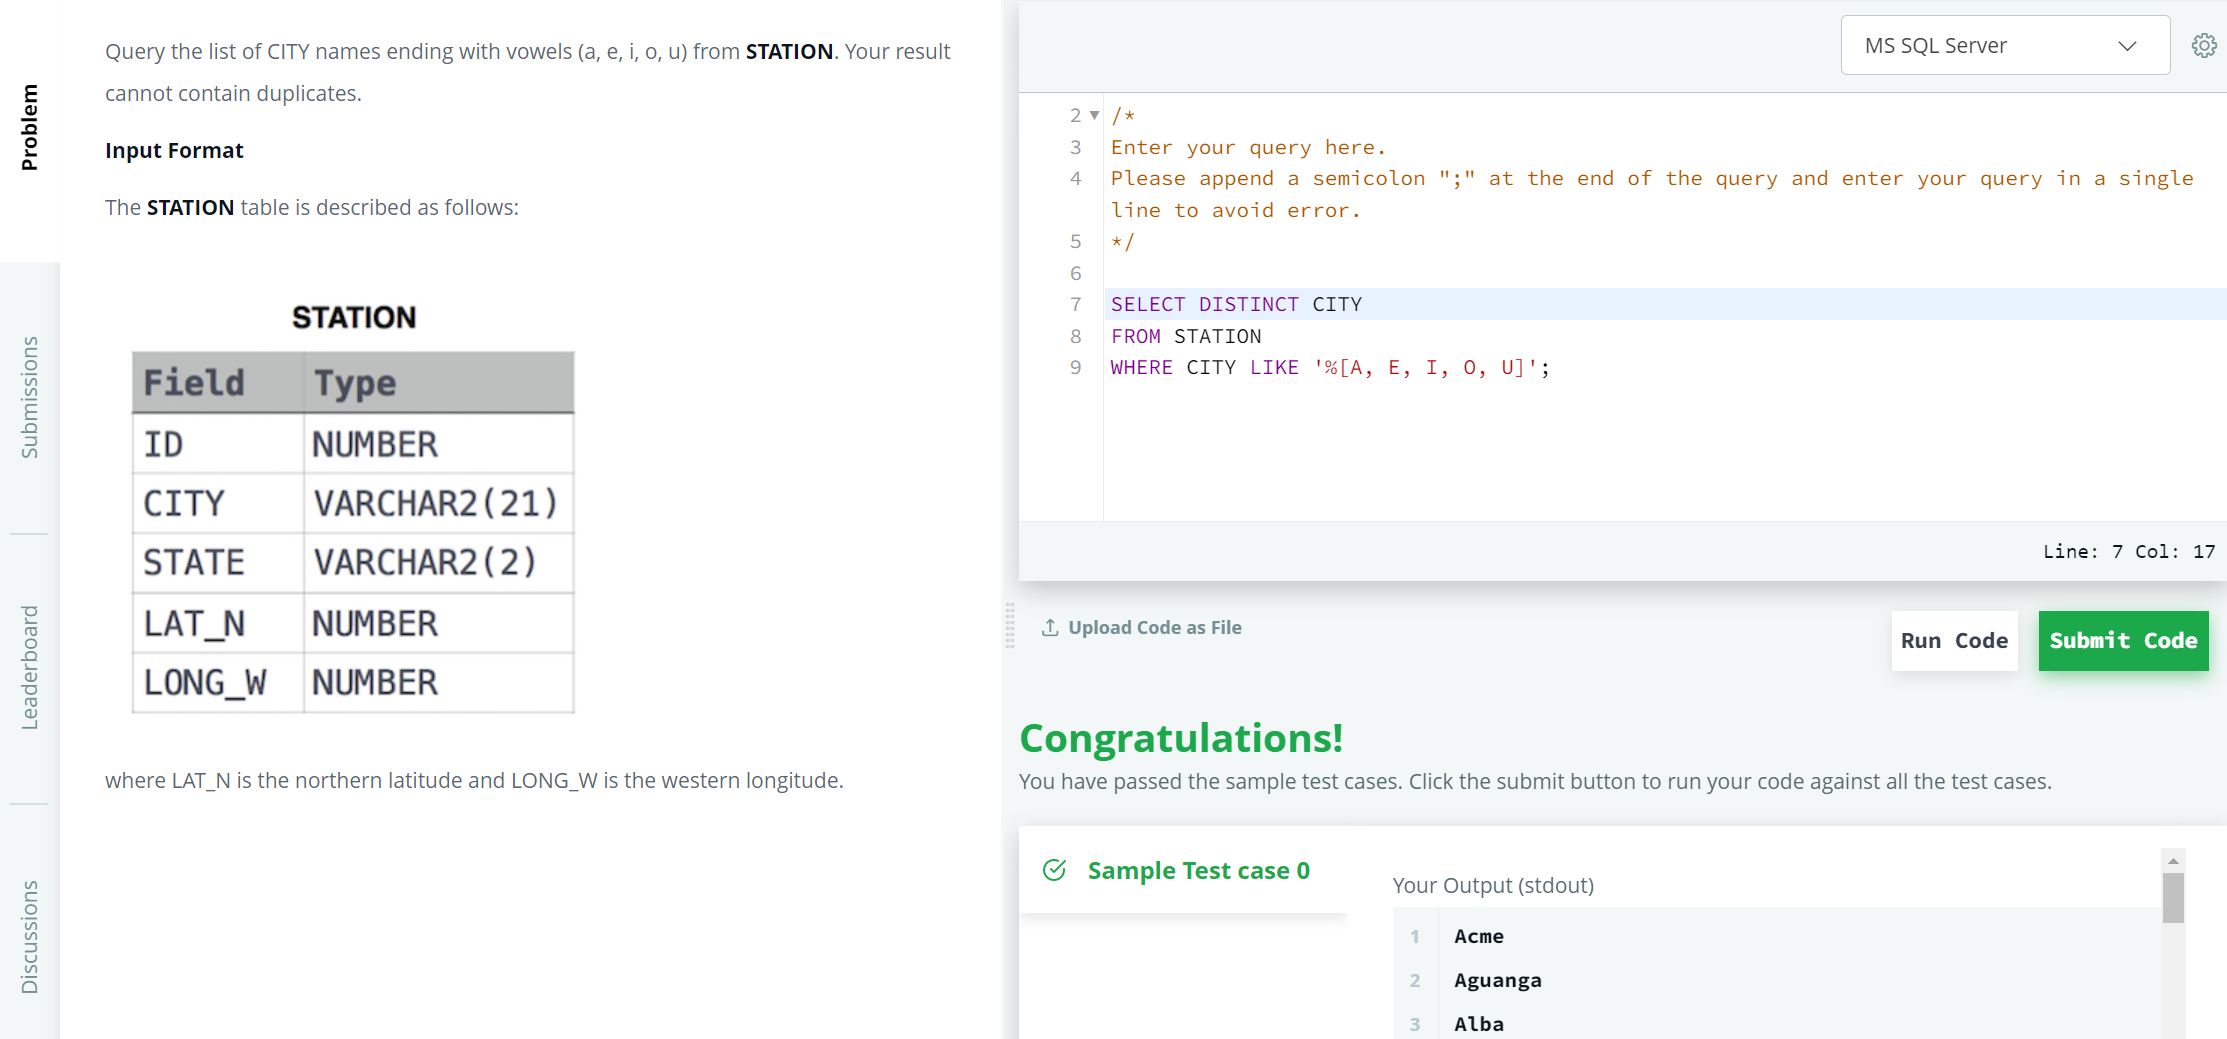 Problem
Submissions
Leaderboard
Discussions
Query the list of CITY names ending with vowels (a, e, i, o, u) from STATION. Your result
cannot contain duplicates.
Input Format
The STATION table is described as follows:
STATION
Field Type
ID NUMBER
CITY VARCHAR2(21)
STATE VARCHAR2(2)
LAT_N NUMBER
LONG_W NUMBER
where LAT_N is the northern latitude and LONG_W is the western longitude.
MS SQL Server
2 /*
3 Enter your query here.
4 Please append a semicolon ";" at the end of the query and enter your query in a single
line to avoid error.
5 */
6
7 SELECT DISTINCT CITY
8 FROM STATION
9 WHERE CITY LIKE '%[A, E, I, O, U]';
Line: 7 Col: 17
Upload Code as File
Run Code
Submit Code
Congratulations!
You have passed the sample test cases. Click the submit button to run your code against all the test cases.
Sample Test case 0
Your Output (stdout)
1 Acme
2 Aguanga
3 Alba